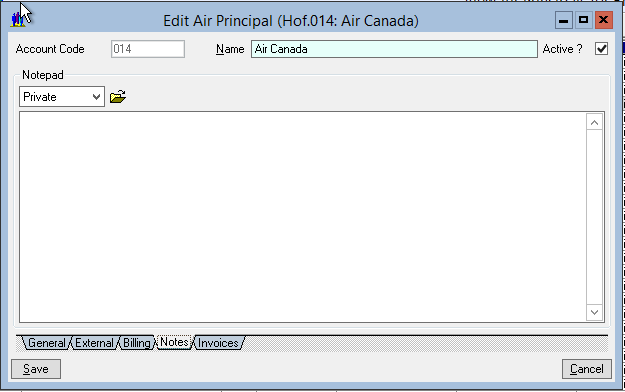 Edit Air Principal (Hof.014: Air Canada)
Account Code 014 Name Air Canada Active ?
Notepad
Private
General External Billing Notes Invoices
Save Cancel